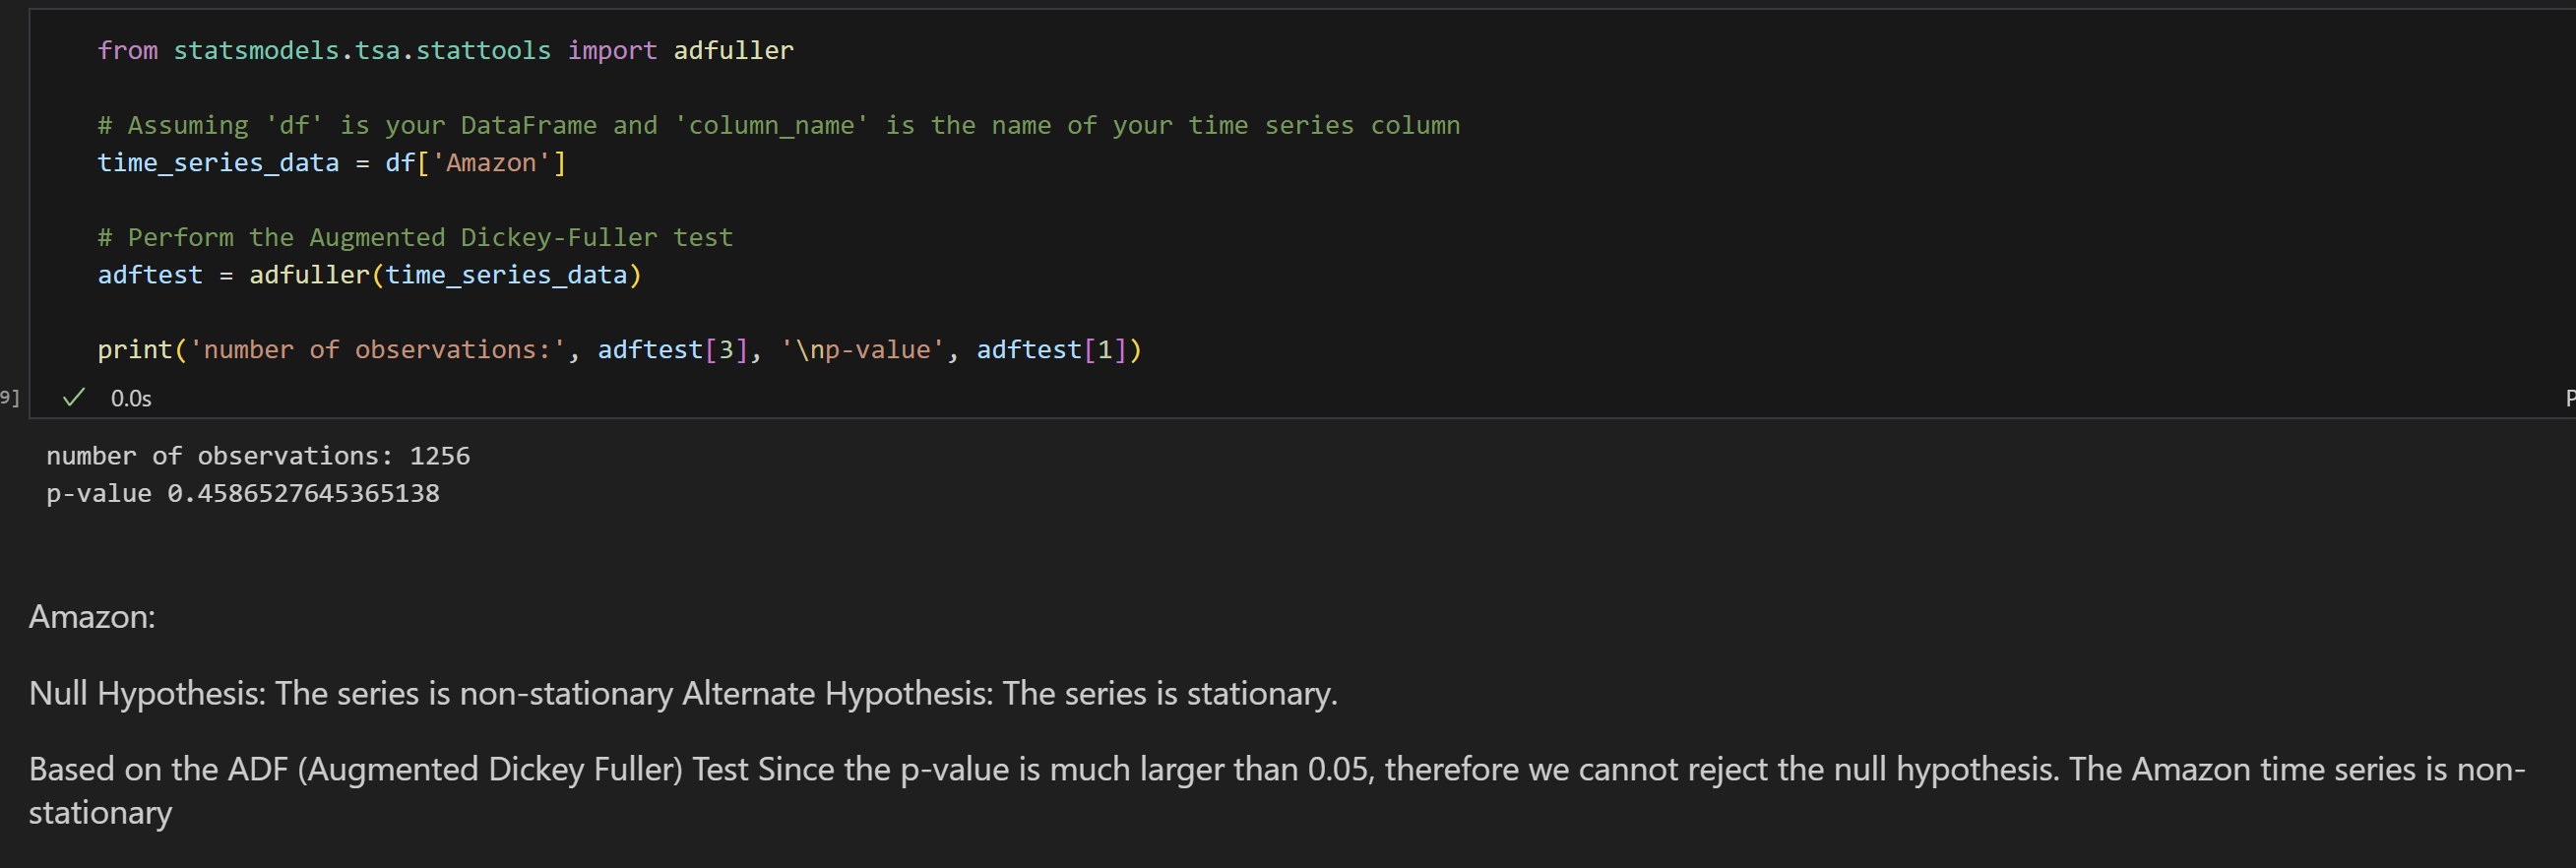 from statsmodels.tsa.stattools import adfuller
# Assuming 'df' is your DataFrame and 'column_name' is the name of your time series column
time_series_data = df['Amazon']
# Perform the Augmented Dickey-Fuller test
adftest = adfuller(time_series_data)
print('number of observations:', adftest[3], '\np-value', adftest[1])
9]
0.0s
P
number of observations: 1256
p-value 0.4586527645365138
Amazon:
Null Hypothesis: The series is non-stationary Alternate Hypothesis: The series is stationary.
Based on the ADF (Augmented Dickey Fuller) Test Since the p-value is much larger than 0.05, therefore we cannot reject the null hypothesis. The Amazon time series is non-
stationary